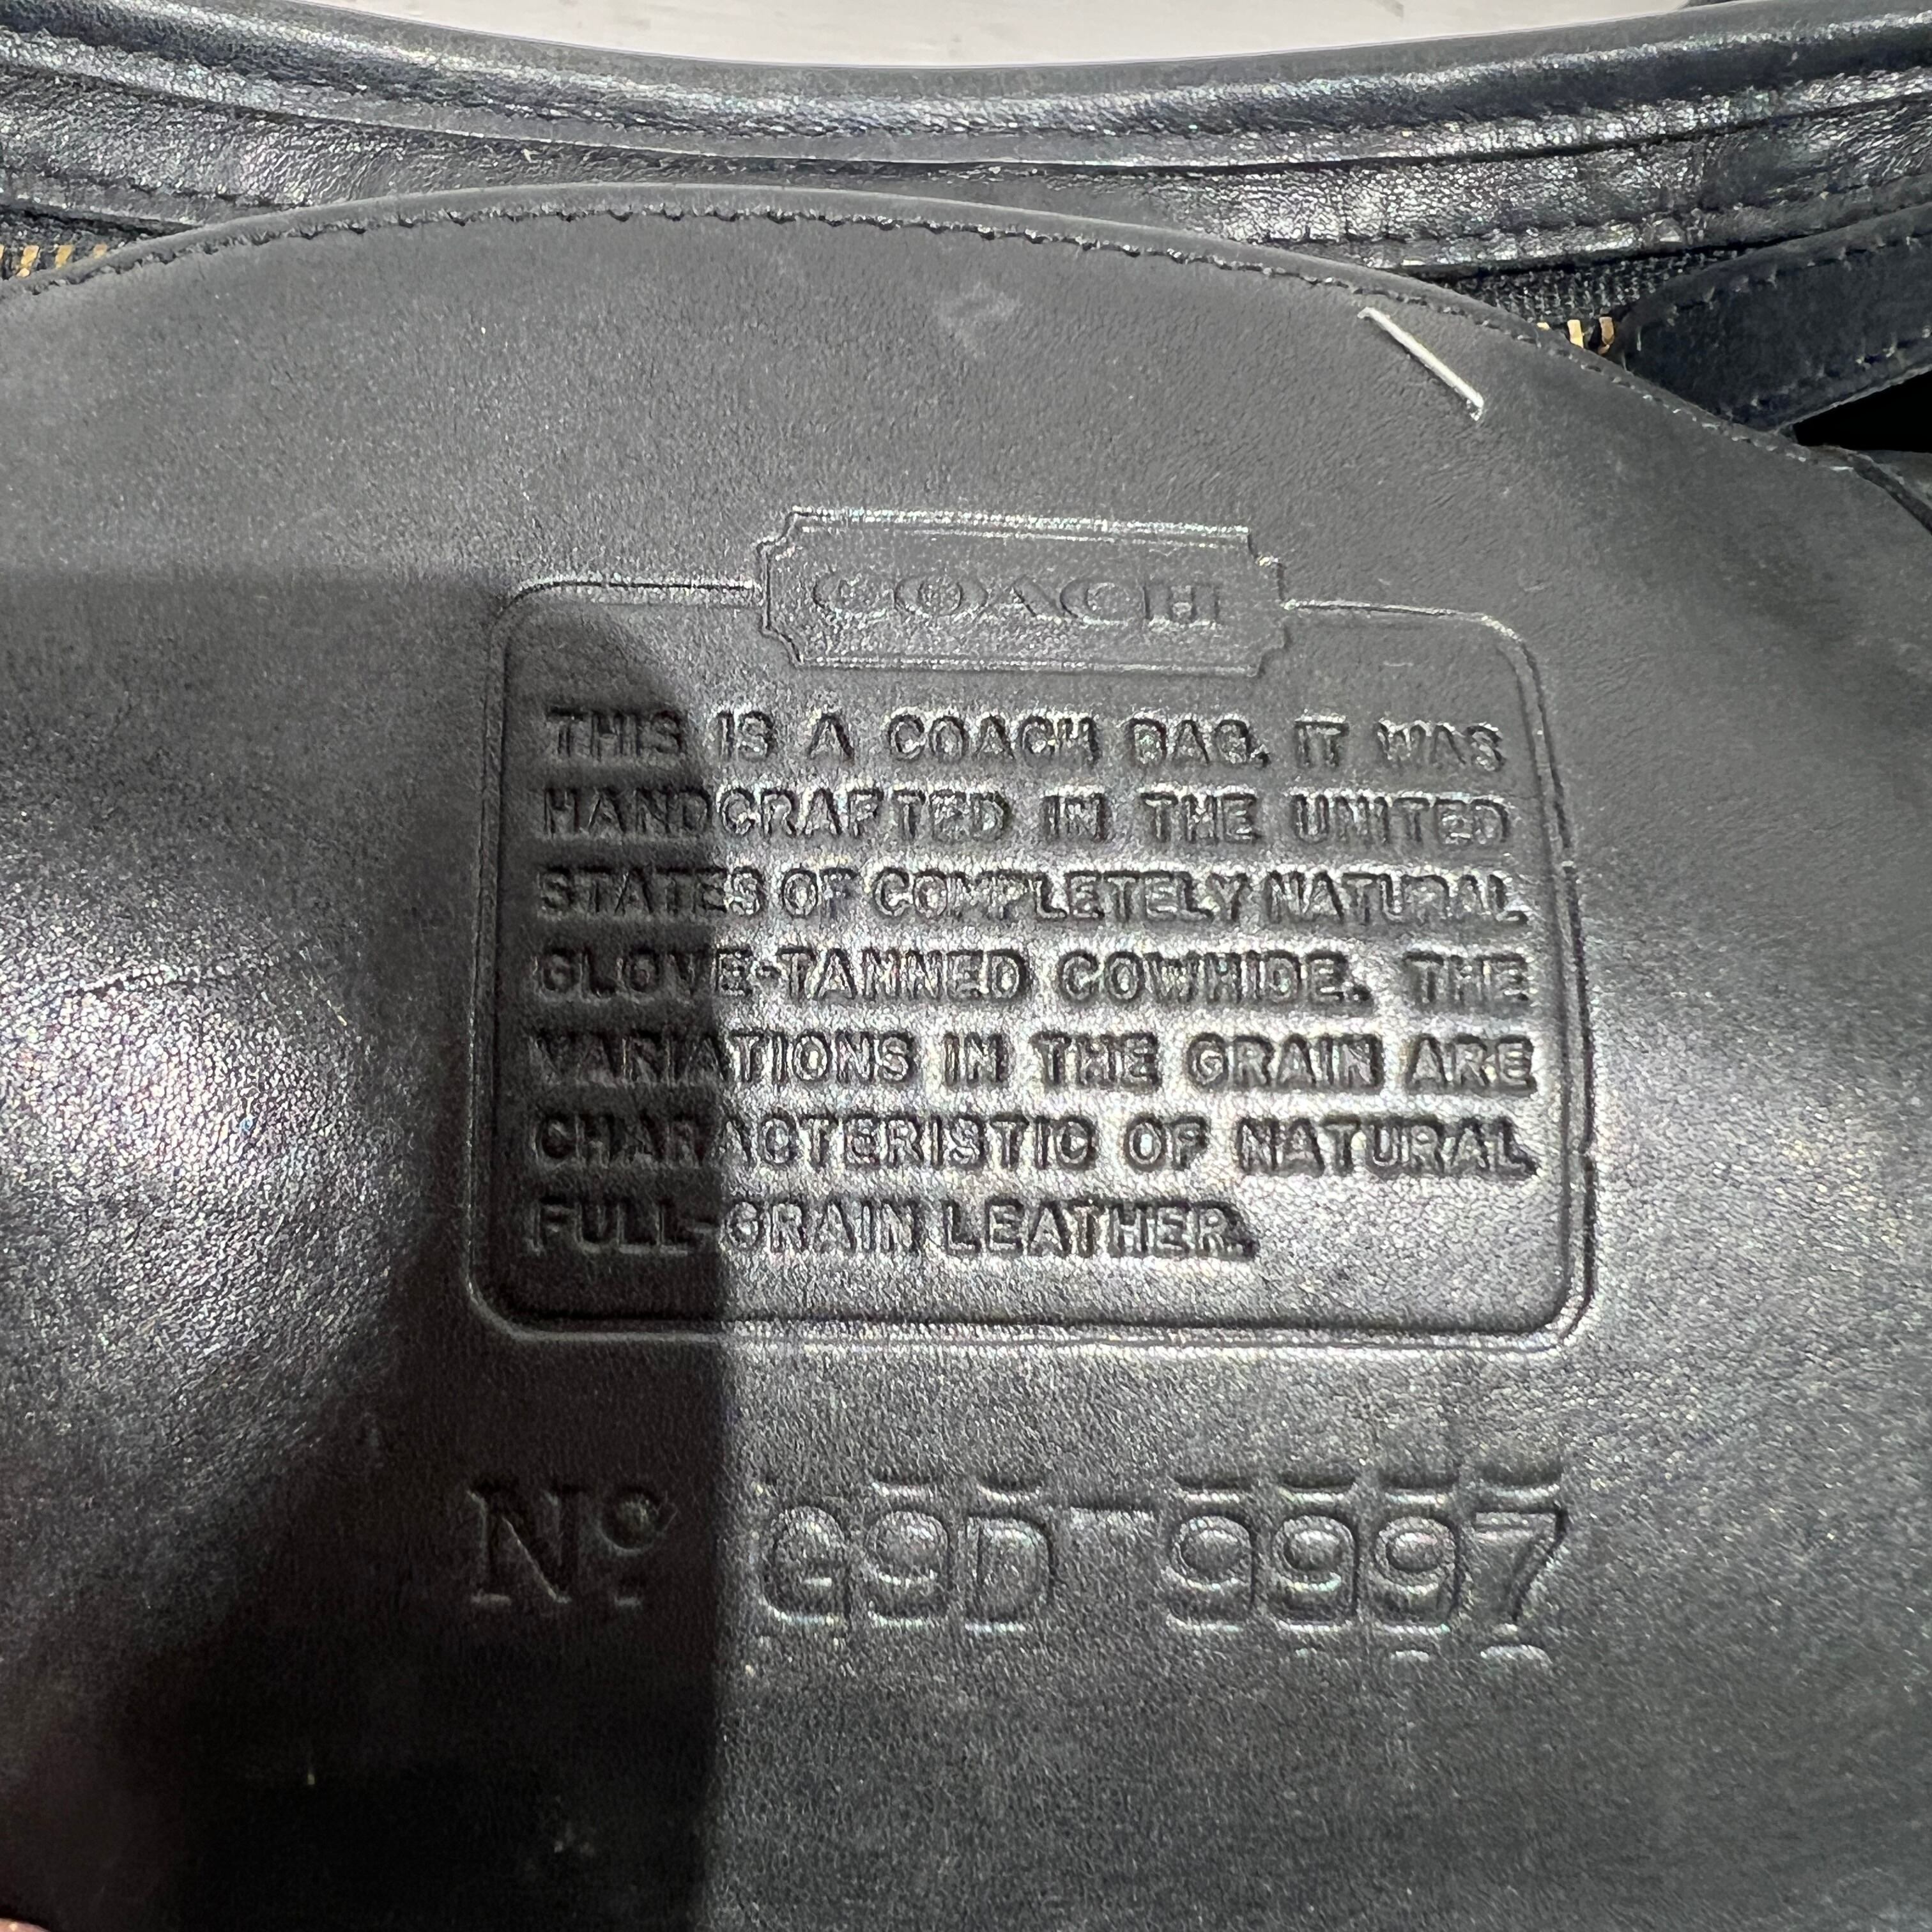 COACH
THIS IS A COACH BAG. IT WAS
HANDCRAFTED IN THE UNITED
STATES OF COMPLETELY NATURAL
GLOVE-TANNED COWHIDE. THE
VARIATIONS IN THE GRAIN ARE
CHARACTERISTIC OF NATURAL
FULL-GRAIN LEATHER.
Nº G9D-9997